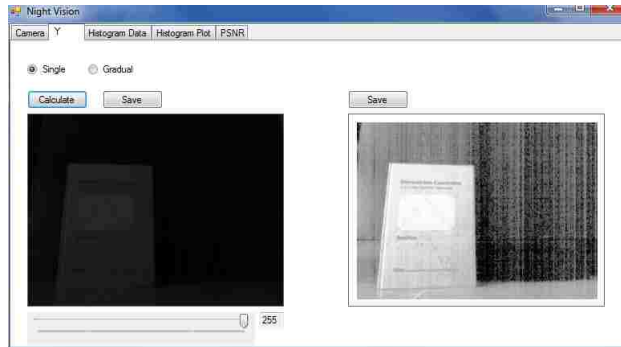 Night Vision
Camera Y Histogram Data Histogram Plot PSNR
Single Gradual
Calculate Save Save
255